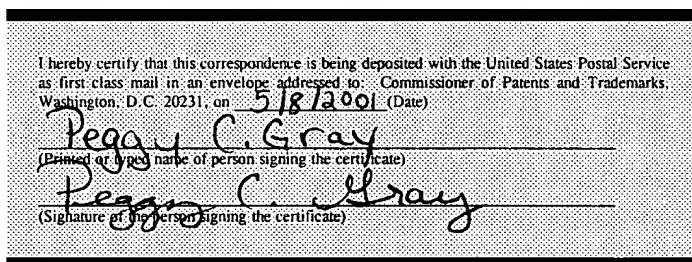 I hereby certify that this correspondence is being deposited with the United States Postal Service
as first class mail in an envelope addressed to: Commissioner of Patents and Trademarks,
Washington, D.C. 20231, on 5/8/2001 (Date)
Peggy C. Gray
(Printed or typed name of person signing the certificate)
Peggy C. Gray
(Signature of the person signing the certificate)